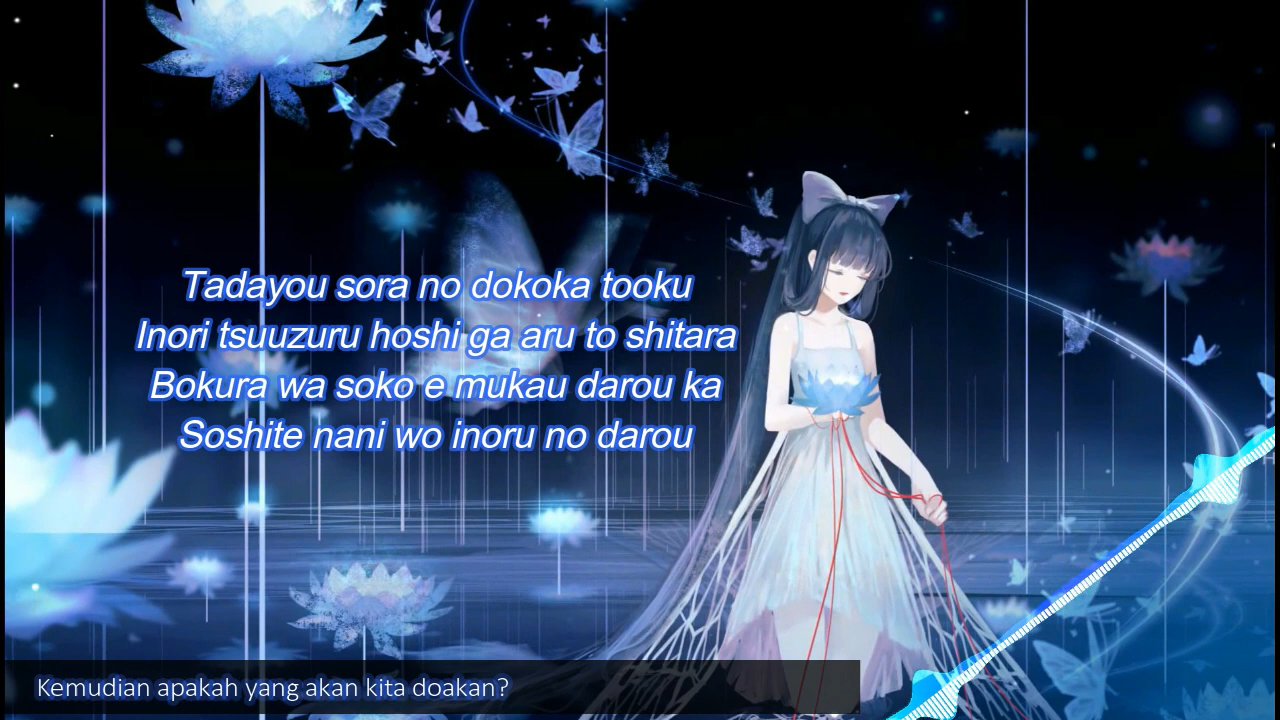 Tadayou sora no dokoka tooku
Inori tsuuzuru hoshi ga aru to shitara
Bokura wa soko e mukau darou ka
Soshite nani wo inoru no darou
Kemudian apakah yang akan kita doakan?